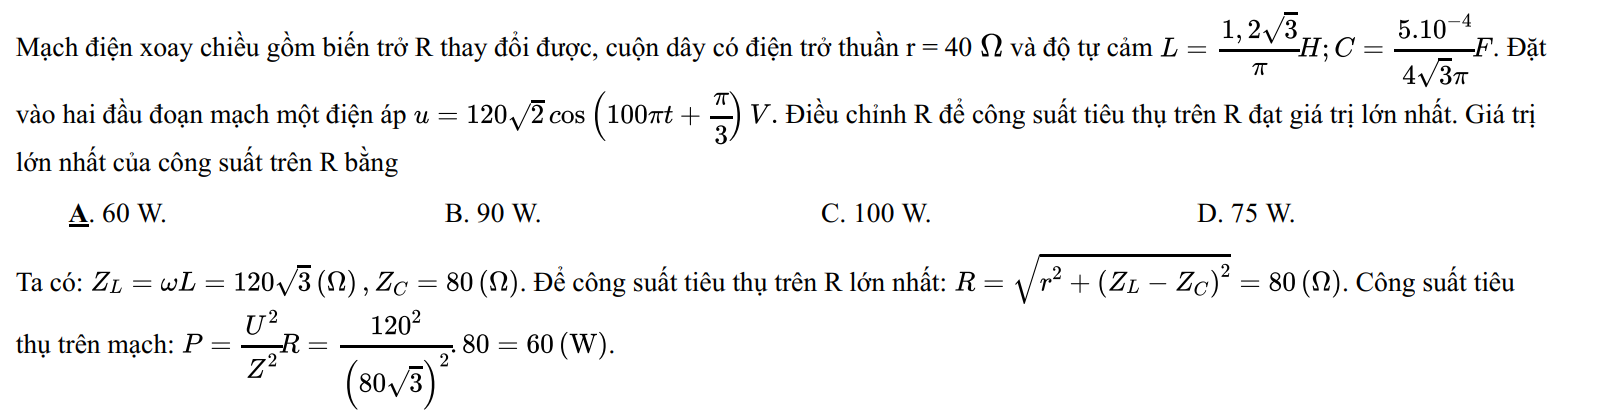 Mạch điện xoay chiều gồm biến trở R thay đổi được, cuộn dây có điện trở thuần r = 40 Ω và độ tự cảm $L = \frac{1,2\sqrt{3}}{\pi}H; C = \frac{5.10^{-4}}{4\sqrt{3}\pi}F$. Đặt
vào hai đầu đoạn mạch một điện áp $u = 120\sqrt{2}\cos\left(100\pi t + \frac{\pi}{3}\right) V$. Điều chỉnh R để công suất tiêu thụ trên R đạt giá trị lớn nhất. Giá trị
lớn nhất của công suất trên R bằng
A. 60 W. B. 90 W. C. 100 W. D. 75 W.
Ta có: $Z_L = \omega L = 120\sqrt{3}\,(\Omega), Z_C = 80\,(\Omega)$. Để công suất tiêu thụ trên R lớn nhất: $R = \sqrt{r^2 + (Z_L - Z_C)^2} = 80\,(\Omega)$. Công suất tiêu
thụ trên mạch: $P = \frac{U^2}{Z^2}R = \frac{120^2}{\left(80\sqrt{3}\right)^2}.80 = 60\,(\mathrm{W})$.